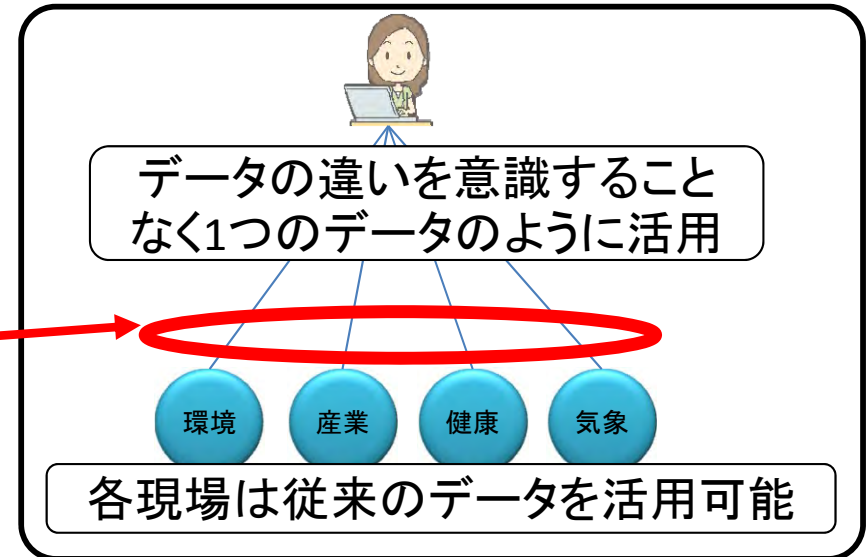 データの違いを意識すること
なく1つのデータのように活用
環境 産業 健康 気象
各現場は従来のデータを活用可能